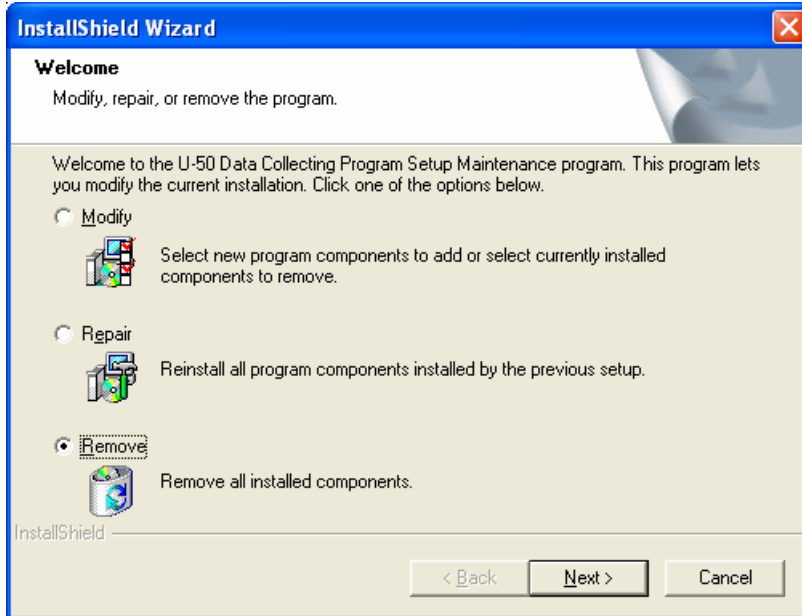 InstallShield Wizard
Welcome
Modify, repair, or remove the program.
Welcome to the U-50 Data Collecting Program Setup Maintenance program. This program lets
you modify the current installation. Click one of the options below.
Modify
Select new program components to add or select currently installed
components to remove.
Repair
Reinstall all program components installed by the previous setup.
Remove
Remove all installed components.
InstallShield
< Back Next > Cancel